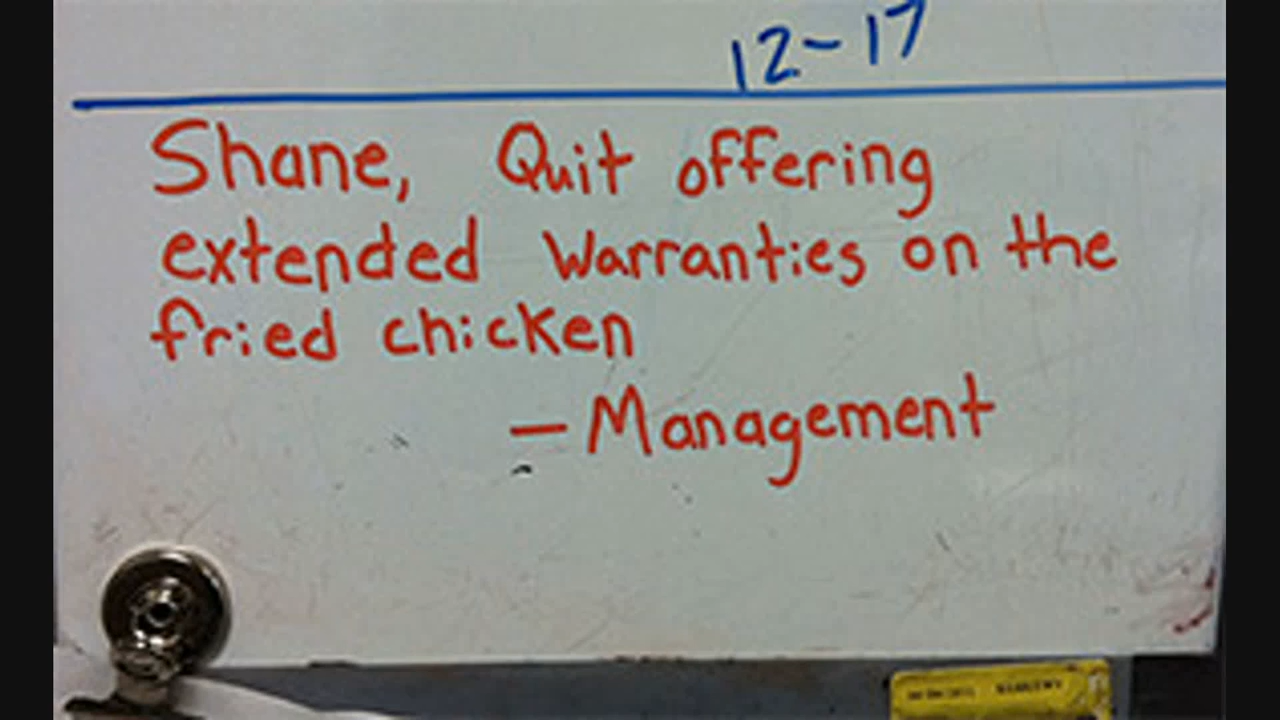 12-17
Shane, Quit offering
extended warranties on the
fried chicken
— Management